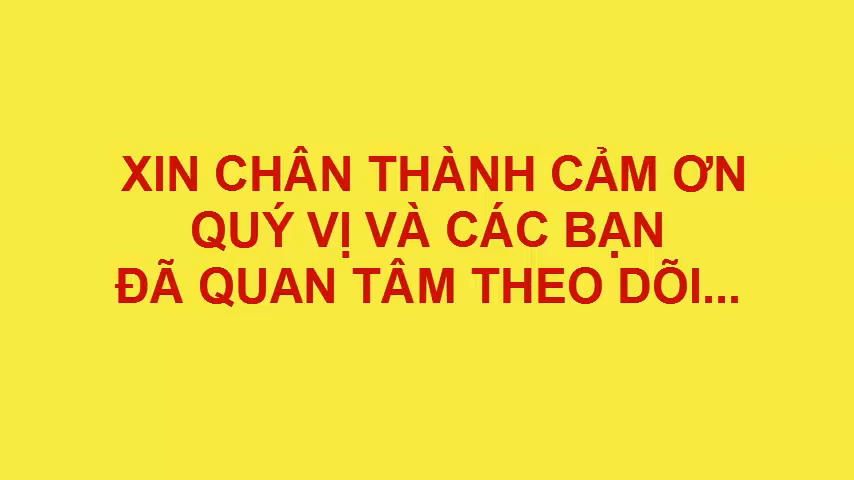 XIN CHÂN THÀNH CẢM ƠN
QUÝ VỊ VÀ CÁC BẠN
ĐÃ QUAN TÂM THEO DÕI...